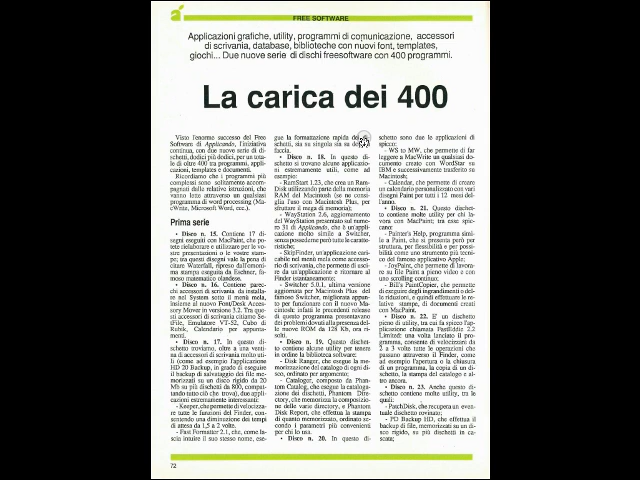 FREE SOFTWARE
Applicazioni grafiche, utility, programmi di comunicazione, accessori
di scrivania, database, biblioteche con nuovi font, templates,
giochi... Due nuove serie di dischi freesoftware con 400 programmi.
La carica dei 400
Visto l'enorme successo del Free
Software di Applicando, l'iniziativa
continua, con due nuove serie di di-
schetti, dodici più dodici, per un tota-
le di oltre 400 tra programmi, appli-
cazioni, templates e documenti.
Ricordiamo che i programmi più
complessi sono solitamente accom-
pagnati dalle relative istruzioni, che
vanno lette attraverso un qualsiasi
programma di word processing (Ma-
cWrite, Microsoft Word, ecc.).
Prima serie
• Disco n. 15. Contiene 17 di-
segni eseguiti con MacPaint, che po-
tete rielaborare e utilizzare per le vo-
stre presentazioni o le vostre stam-
pe; tra questi disegni vale la pena di
citare Waterfall, ripreso dall'omoni-
ma stampa eseguita da Escher, fa-
moso matematico olandese.
• Disco n. 16. Contiene parec-
chi accessori di scrivania da installa-
re nel System sotto il menù mela,
insieme al nuovo Font/Desk Acces-
sory Mover in versione 3.2. Tra que-
sti accessori di scrivania citiamo Se-
tFile, Emulatore VT-52, Cubo di
Rubik, Calendario per appunta-
menti.
• Disco n. 17. In questo di-
schetto troviamo, oltre a una venti-
na di accessori di scrivania molto uti-
li (come ad esempio l'applicazione
HD 20 Backup, in grado di eseguire
il backup di salvataggio dei file me-
morizzati su un disco rigido da 20
Mb su più dischetti da 800, compat-
tando tutto ciò che trova), due appli-
cazioni estremamente interessanti:
- Keeper, che permette di velocizza-
re tutte le funzioni del Finder, con-
sentendo una diminuzione dei tempi
di attesa da 1,5 a 2 volte.
- Fast Formatter 2.1, che, come la-
scia intuire il suo stesso nome, ese-
gue la formattazione rapida dei di-
schetti, sia su singola sia su doppia
faccia.
• Disco n. 18. In questo di-
schetto si trovano alcune applicazio-
ni estremamente utili, come ad
esempio:
- RamStart 1.23, che crea un Ram-
Disk utilizzando parte della memoria
RAM del Macintosh (se ne consi-
glia l'uso con Macintosh Plus, per
sfruttare il mega di memoria);
- WayStation 2.6, aggiornamento
del WayStation presentato sul nume-
ro 31 di Applicando, che è un'appli-
cazione molto simile a Switcher,
senza possederne però tutte le caratte-
ristiche;
- SkipFinder, un'applicazione cari-
cabile nel menù mela come accesso-
rio di scrivania, che permette di usci-
re da un'applicazione e ritornare al
Finder istantaneamente;
- Switcher 5.0.1, ultima versione
aggiornata per Macintosh Plus del
famoso Switcher, migliorata appun-
to per funzionare con il nuovo Ma-
cintosh: infatti le precedenti release
di questo programma presentavano
dei problemi dovuti alla presenza del-
le nuove ROM da 128 Kb, ora ri-
solti.
• Disco n. 19. Questo dischet-
to contiene alcune utility per tenere
in ordine la biblioteca software:
- Disk Ranger, che esegue la me-
morizzazione del catalogo di ogni di-
sco, ordinato per argomento;
- Cataloger, composto da Phan-
tom Catalog, che esegue la cataloga-
zione dei dischetti, Phantom Dire-
ctory, che memorizza la composizio-
ne delle varie directory, e Phantom
Disk Report, che effettua la stampa
di quanto memorizzato, ordinato se-
condo i parametri più convenienti
per chi lo usa.
• Disco n. 20. In questo di-
schetto sono due le applicazioni di
spicco:
- WS to MW, che permette di far
leggere a MacWrite un qualsiasi do-
cumento creato con WordStar su
IBM e successivamente trasferito su
Macintosh;
- Calendar, che permette di creare
un calendario personalizzato con vari
disegni Paint per tutti i 12 mesi del-
l'anno.
• Disco n. 21. Questo dischet-
to contiene molte utility per chi la-
vora con MacPaint; tra esse spic-
cano:
- Painter's Help, programma simi-
le a Paint, che si presenta però per
struttura, per flessibilità e per possi-
bilità come uno strumento più tecni-
co del famoso applicativo Apple;
- JoyPaint, che permette di lavora-
re su file Paint a pieno video e con
uno scrolling continuo;
- Bill's PaintCopier, che permette
di eseguire degli ingrandimenti o del-
le riduzioni, e quindi effettuare le re-
lative stampe, di documenti creati
con MacPaint.
• Disco n. 22. E' un dischetto
pieno di utility, tra cui fa spicco l'ap-
plicazione chiamata FastEddie 2.2
Limited: una volta lanciato il pro-
gramma, consente di velocizzarsi da
2 a 3 volte tutte le operazioni che
passano attraverso il Finder, come
ad esempio l'apertura o la chiusura
di un programma, la copia di un di-
schetto, la stampa del catalogo e al-
tro ancora.
• Disco n. 23. Anche questo di-
schetto contiene molte utility, tra le
quali:
- PatchDisk, che recupera un even-
tuale dischetto rovinato;
- PD Backup HD, che effettua il
backup di file, memorizzati su un di-
sco rigido, su più dischetti in ca-
scata;
72